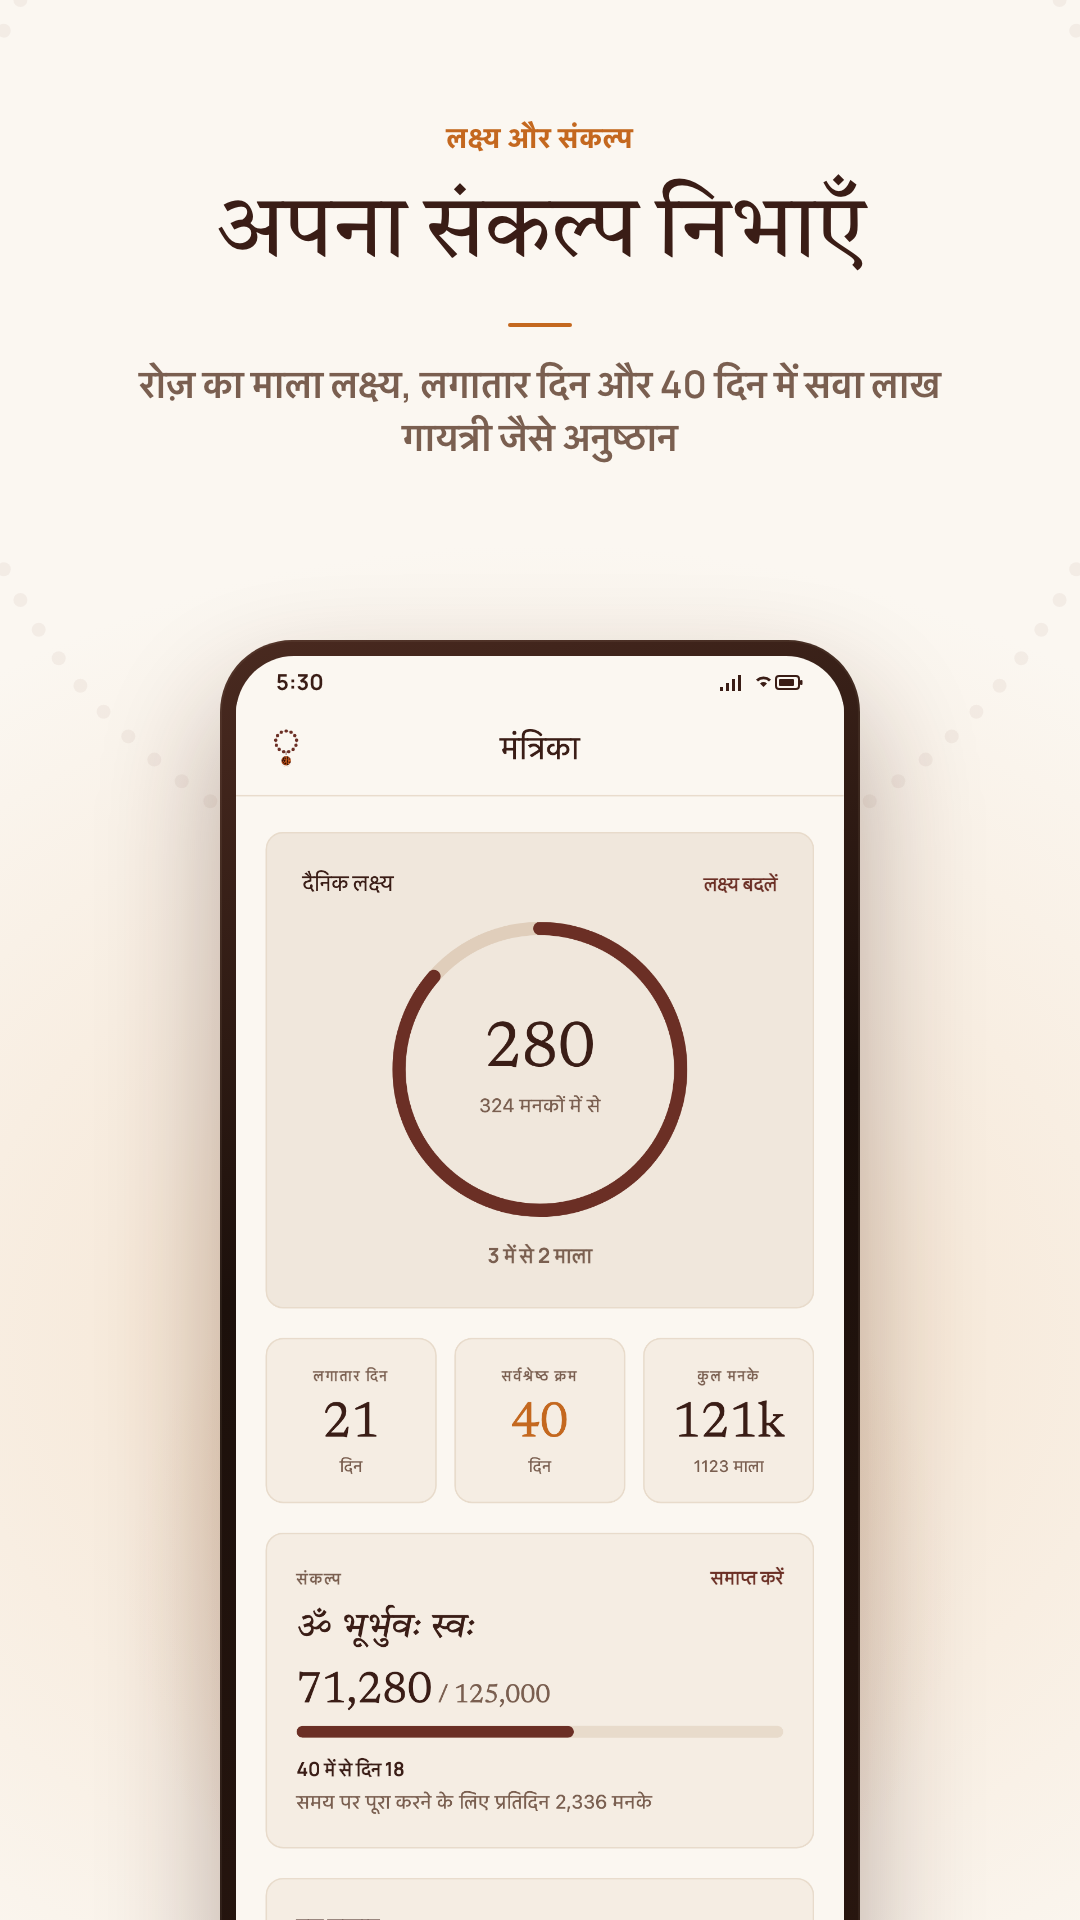 लक्ष्य और संकल्प
अपना संकल्प निभाएँ
रोज़ का माला लक्ष्य, लगातार दिन और 40 दिन में सवा लाख
गायत्री जैसे अनुष्ठान
5:30
मंत्रिका
दैनिक लक्ष्य
लक्ष्य बदलें
280
324 मनकों में से
3 में से 2 माला
लगातार दिन
21
दिन
सर्वश्रेष्ठ क्रम
40
दिन
कुल मनके
121k
1123 माला
संकल्प
समाप्त करें
ॐ भूर्भुवः स्वः
71,280 / 125,000
40 में से दिन 18
समय पर पूरा करने के लिए प्रतिदिन 2,336 मनके